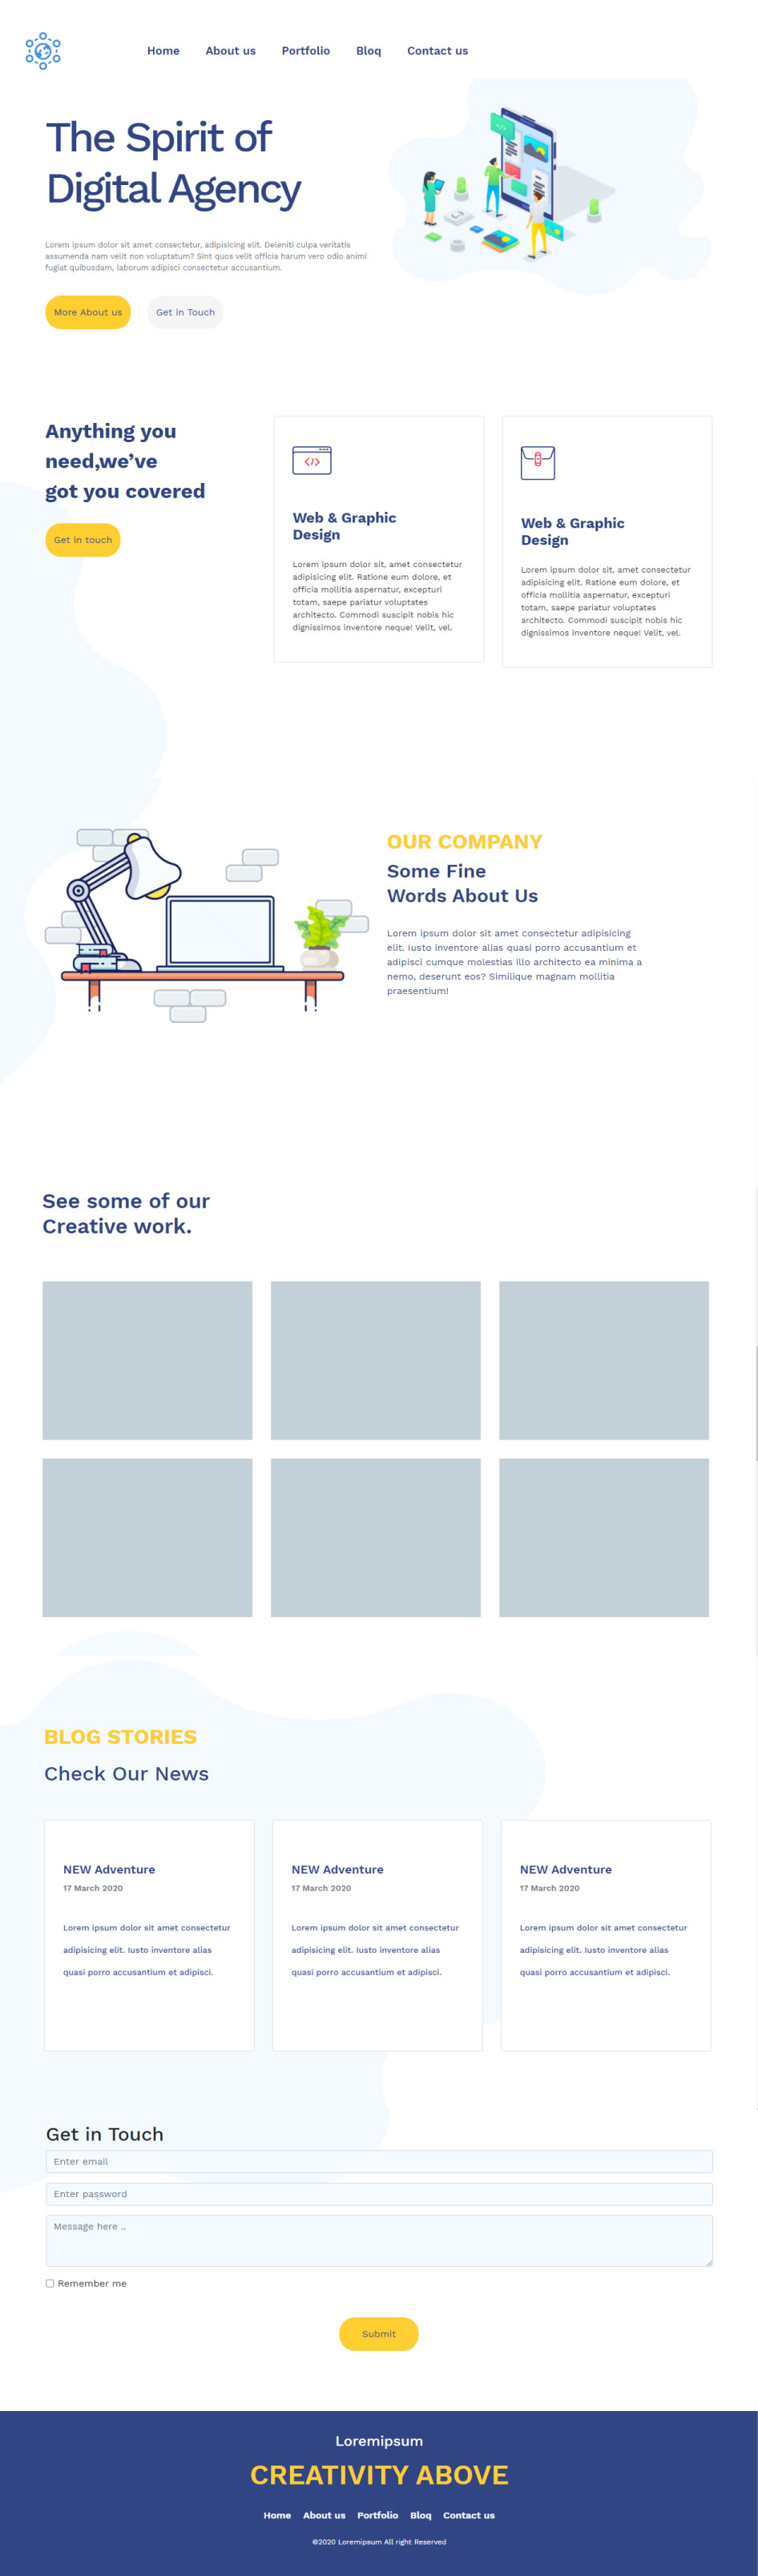 Home About us Portfolio Bloq Contact us
The Spirit of
Digital Agency
Lorem ipsum dolor sit amet consectetur, adipisicing elit. Deleniti culpa veritatis
assumenda nam velit non voluptatum? Sint quos velit officia harum vero odio animi
fugiat quibusdam, laborum adipisci consectetur accusantium.
More About us
Get in Touch
Anything you
need,we’ve
got you covered
Get in touch
Web & Graphic
Design
Lorem ipsum dolor sit, amet consectetur
adipisicing elit. Ratione eum dolore, et
officia mollitia aspernatur, excepturi
totam, saepe pariatur voluptates
architecto. Commodi suscipit nobis hic
dignissimos inventore neque! Velit, vel.
Web & Graphic
Design
Lorem ipsum dolor sit, amet consectetur
adipisicing elit. Ratione eum dolore, et
officia mollitia aspernatur, excepturi
totam, saepe pariatur voluptates
architecto. Commodi suscipit nobis hic
dignissimos inventore neque! Velit, vel.
OUR COMPANY
Some Fine
Words About Us
Lorem ipsum dolor sit amet consectetur adipisicing
elit. Iusto inventore alias quasi porro accusantium et
adipisci cumque molestias illo architecto ea minima a
nemo, deserunt eos? Similique magnam mollitia
praesentium!
See some of our
Creative work.
BLOG STORIES
Check Our News
NEW Adventure
17 March 2020
Lorem ipsum dolor sit amet consectetur
adipisicing elit. Iusto inventore alias
quasi porro accusantium et adipisci.
NEW Adventure
17 March 2020
Lorem ipsum dolor sit amet consectetur
adipisicing elit. Iusto inventore alias
quasi porro accusantium et adipisci.
NEW Adventure
17 March 2020
Lorem ipsum dolor sit amet consectetur
adipisicing elit. Iusto inventore alias
quasi porro accusantium et adipisci.
Get in Touch
Enter email
Enter password
Message here ..
Remember me
Submit
Loremipsum
CREATIVITY ABOVE
Home About us Portfolio Bloq Contact us
©2020 Loremipsum All right Reserved